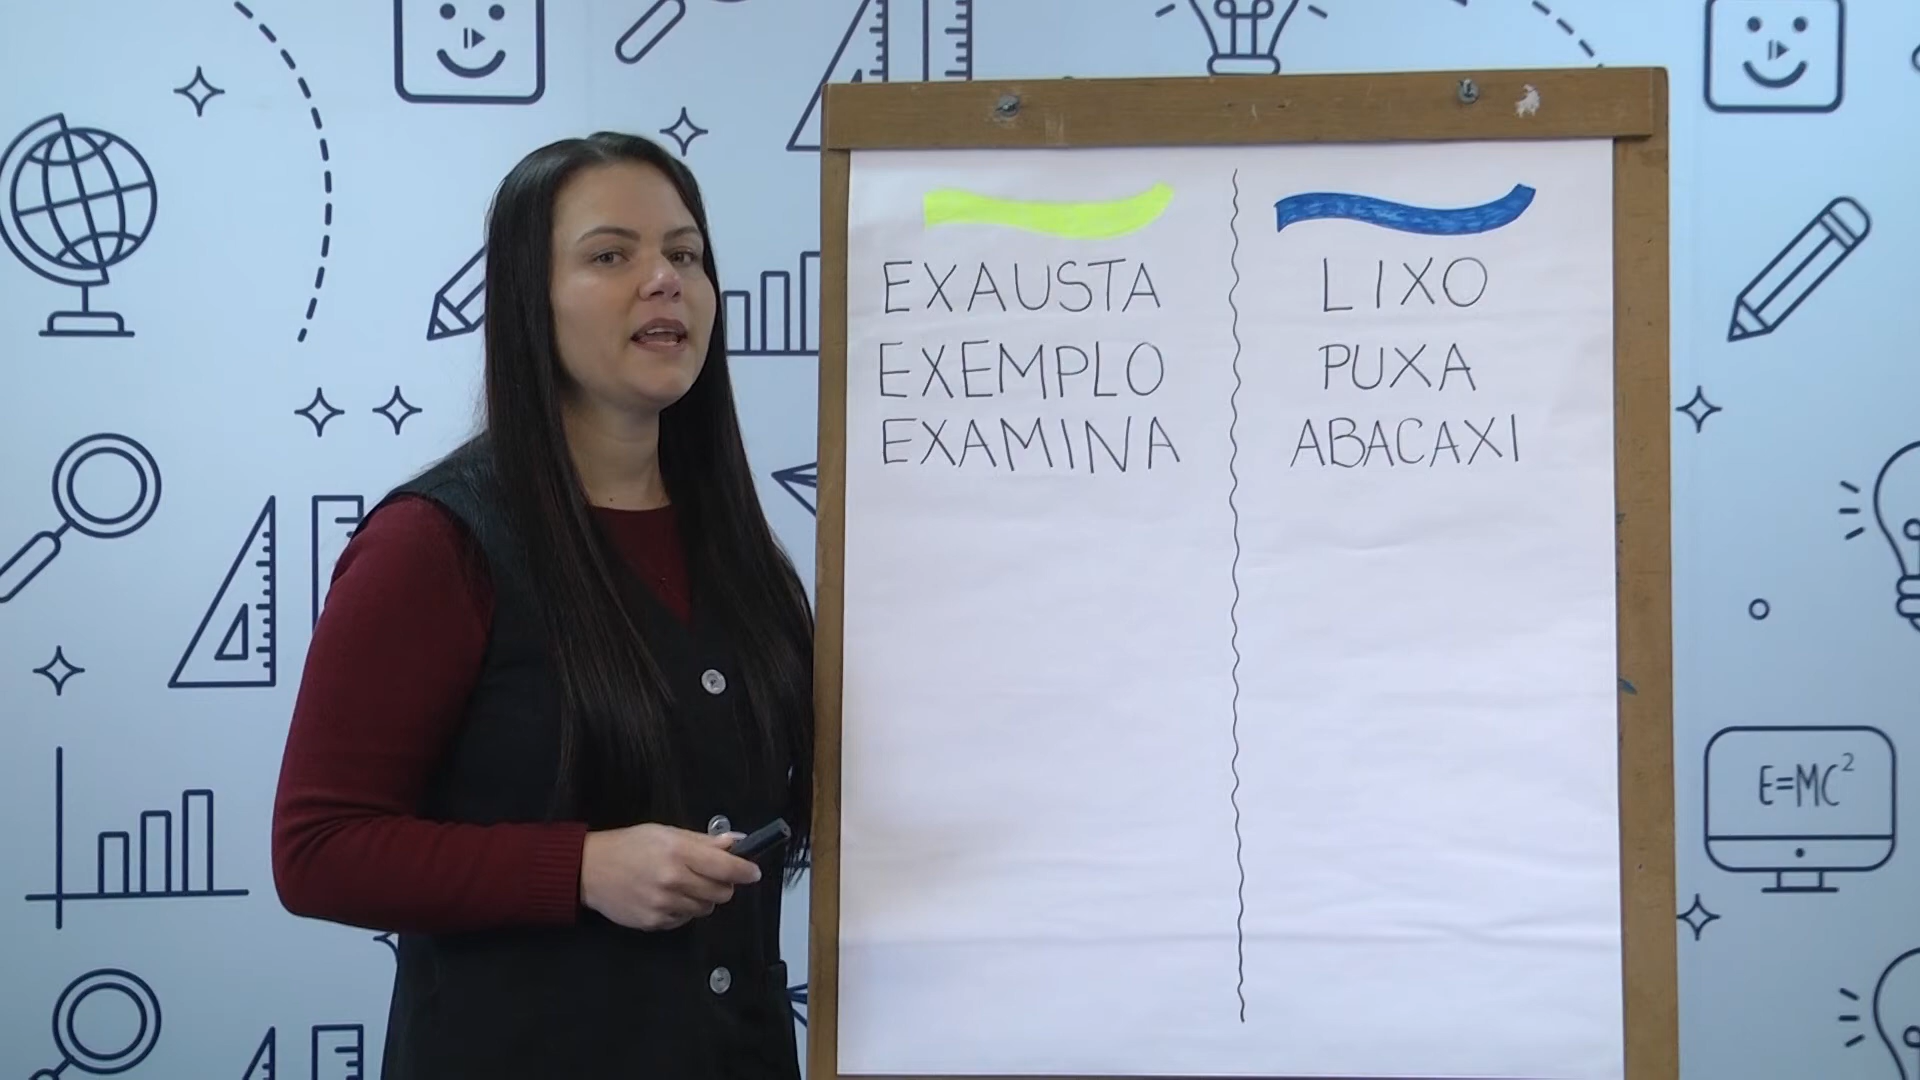 EXAUSTA
EXEMPLO
EXAMINA
LIXO
PUXA
ABACAXI
E=MC²